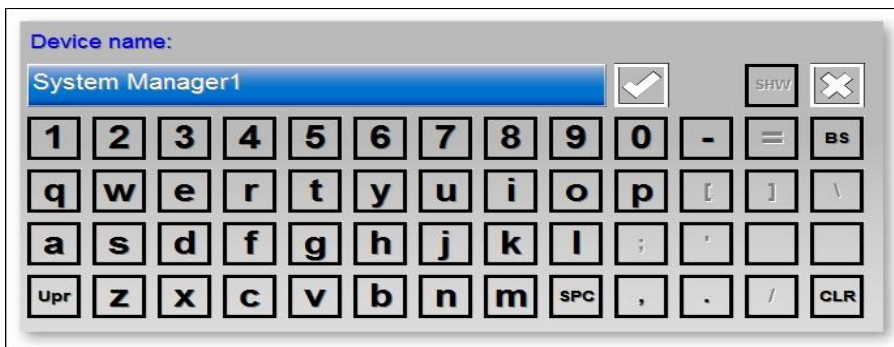 Device name:
System Manager1
SHW
1 2 3 4 5 6 7 8 9 0 - = BS
q w e r t y u i o p [ ] \
a s d f g h j k l ; '
Upr z x c v b n m SPC , . / CLR